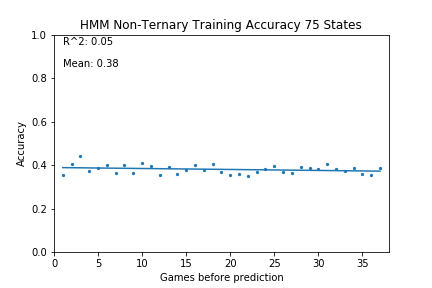 HMM Non-Ternary Training Accuracy 75 States
R^2: 0.05
Mean: 0.38
1.0
0.8
0.6
0.4
0.2
0.0
Accuracy
0 5 10 15 20 25 30 35
Games before prediction